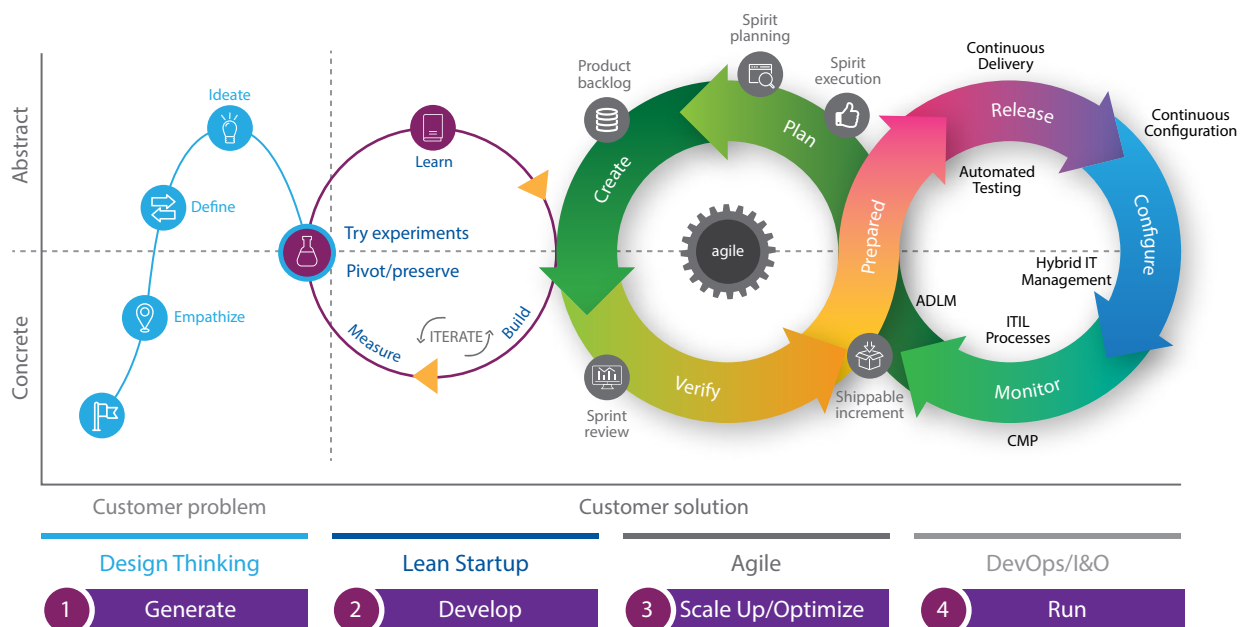 Abstract
Concrete
Ideate
Define
Empathize
Learn
Try experiments
Pivot/preserve
Measure
ITERATE
Build
Product
backlog
Spirit
planning
Spirit
execution
Create
Plan
agile
Verify
Sprint
review
Prepared
Shippable
increment
Continuous
Delivery
Release
Continuous
Configuration
Automated
Testing
Configure
Hybrid IT
Management
ADLM
ITIL
Processes
Monitor
CMP
Customer problem
Customer solution
Design Thinking
Lean Startup
Agile
DevOps/I&O
1 Generate
2 Develop
3 Scale Up/Optimize
4 Run